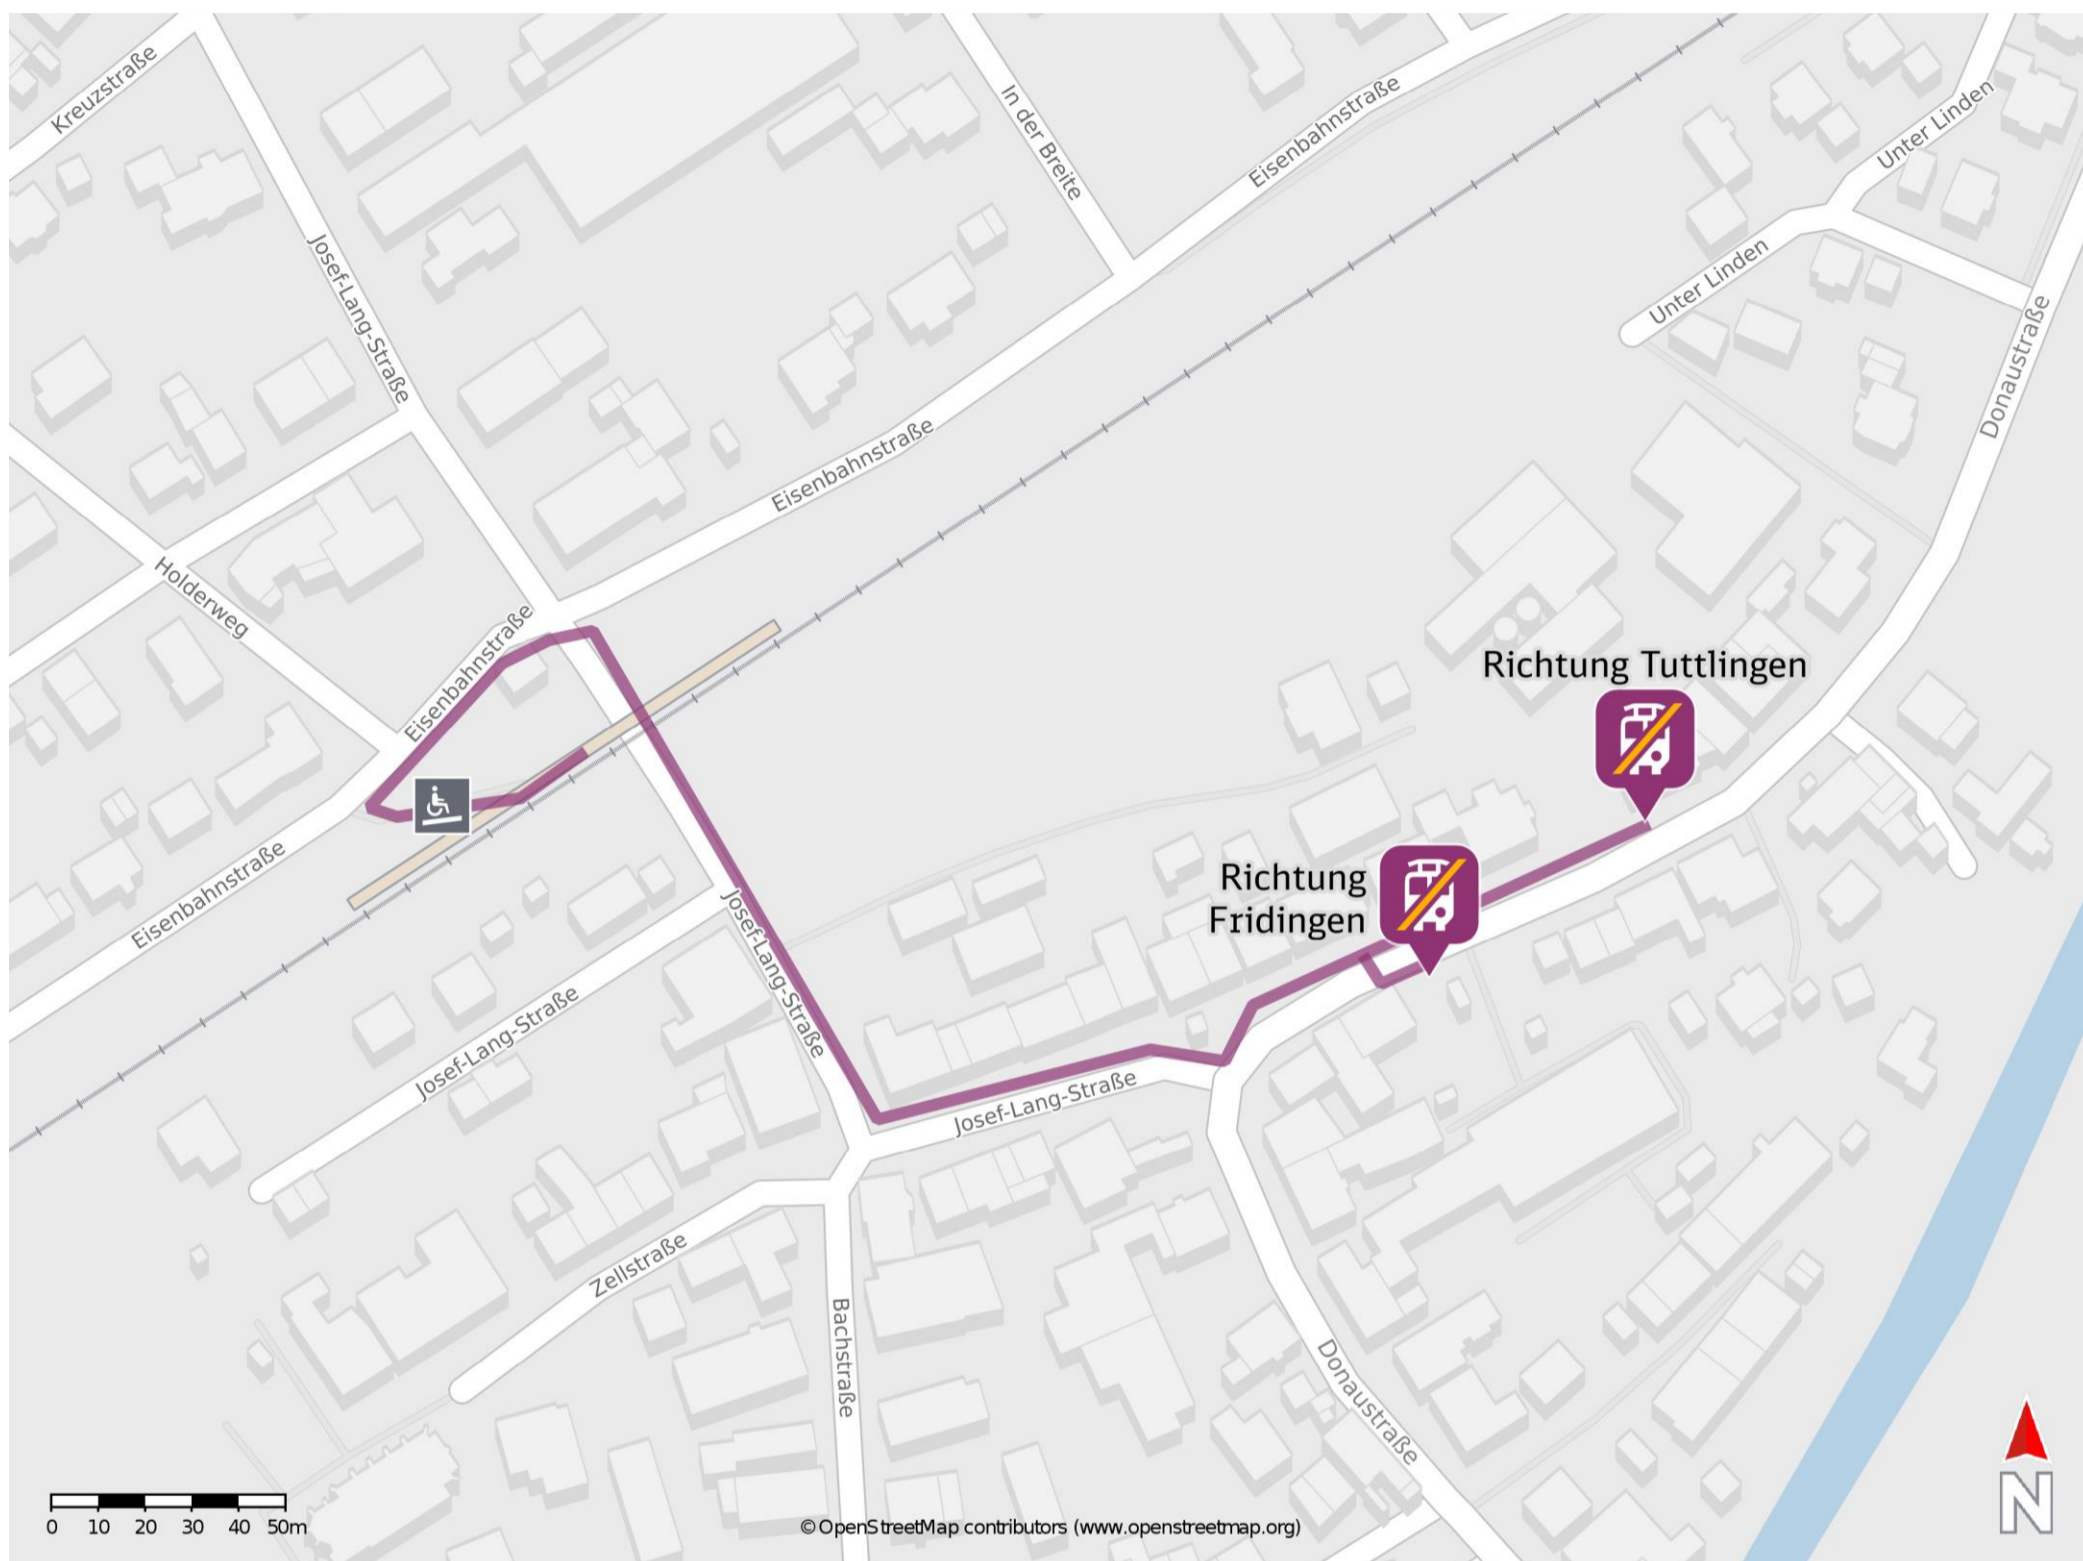 Kreuzstraße
In der Breite
Eisenbahnstraße
Unter Linden
Josef-Lang-Straße
Unter Linden
Donaustraße
Eisenbahnstraße
Holderweg
Eisenbahnstraße
Richtung Tuttlingen
Eisenbahnstraße
Richtung
Fridingen
Josef-Lang-Straße
Josef-Lang-Straße
Josef-Lang-Straße
Zellstraße
Bachstraße
Donaustraße
0 10 20 30 40 50m
© OpenStreetMap contributors (www.openstreetmap.org)
N